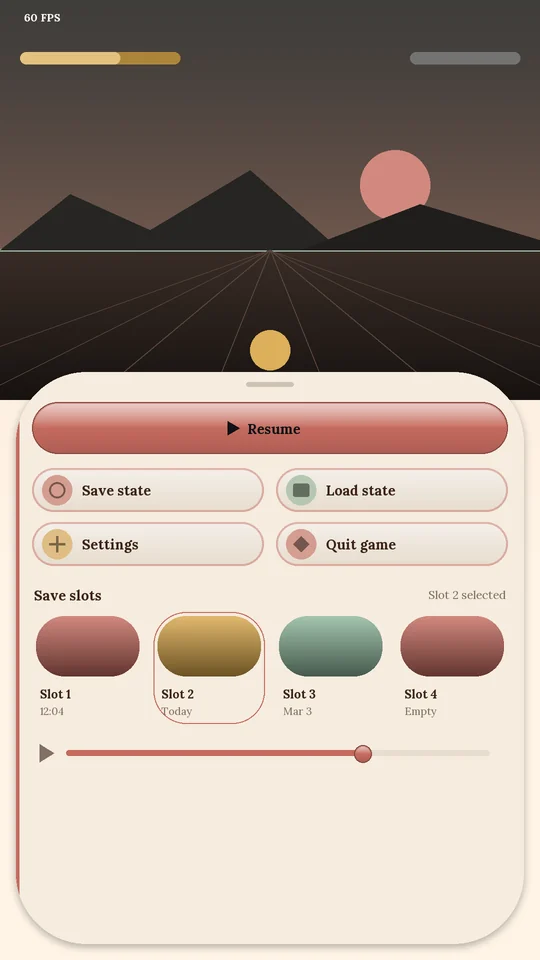 60 FPS
Resume
Save state
Load state
Settings
Quit game
Save slots
Slot 2 selected
Slot 1
12:04
Slot 2
Today
Slot 3
Mar 3
Slot 4
Empty